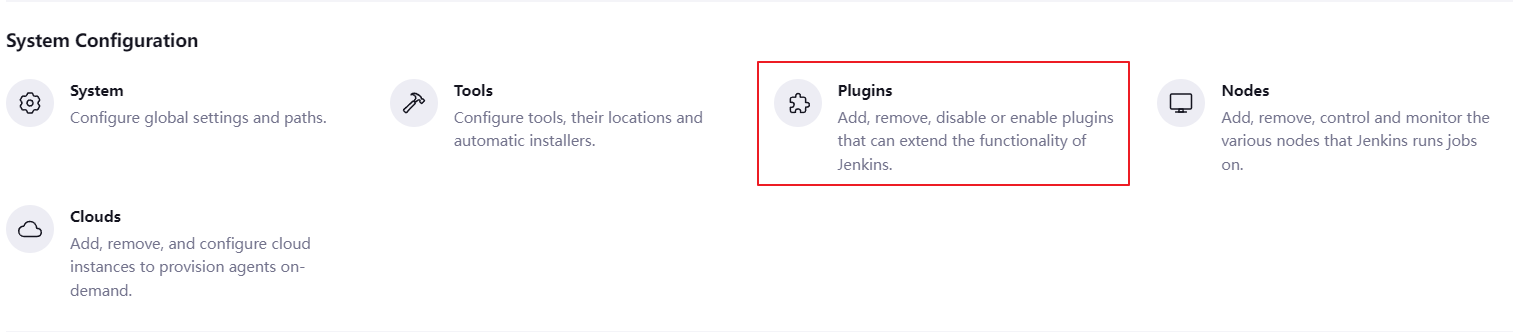 System Configuration
System
Configure global settings and paths.
Tools
Configure tools, their locations and
automatic installers.
Plugins
Add, remove, disable or enable plugins
that can extend the functionality of
Jenkins.
Nodes
Add, remove, control and monitor the
various nodes that Jenkins runs jobs
on.
Clouds
Add, remove, and configure cloud
instances to provision agents on-
demand.